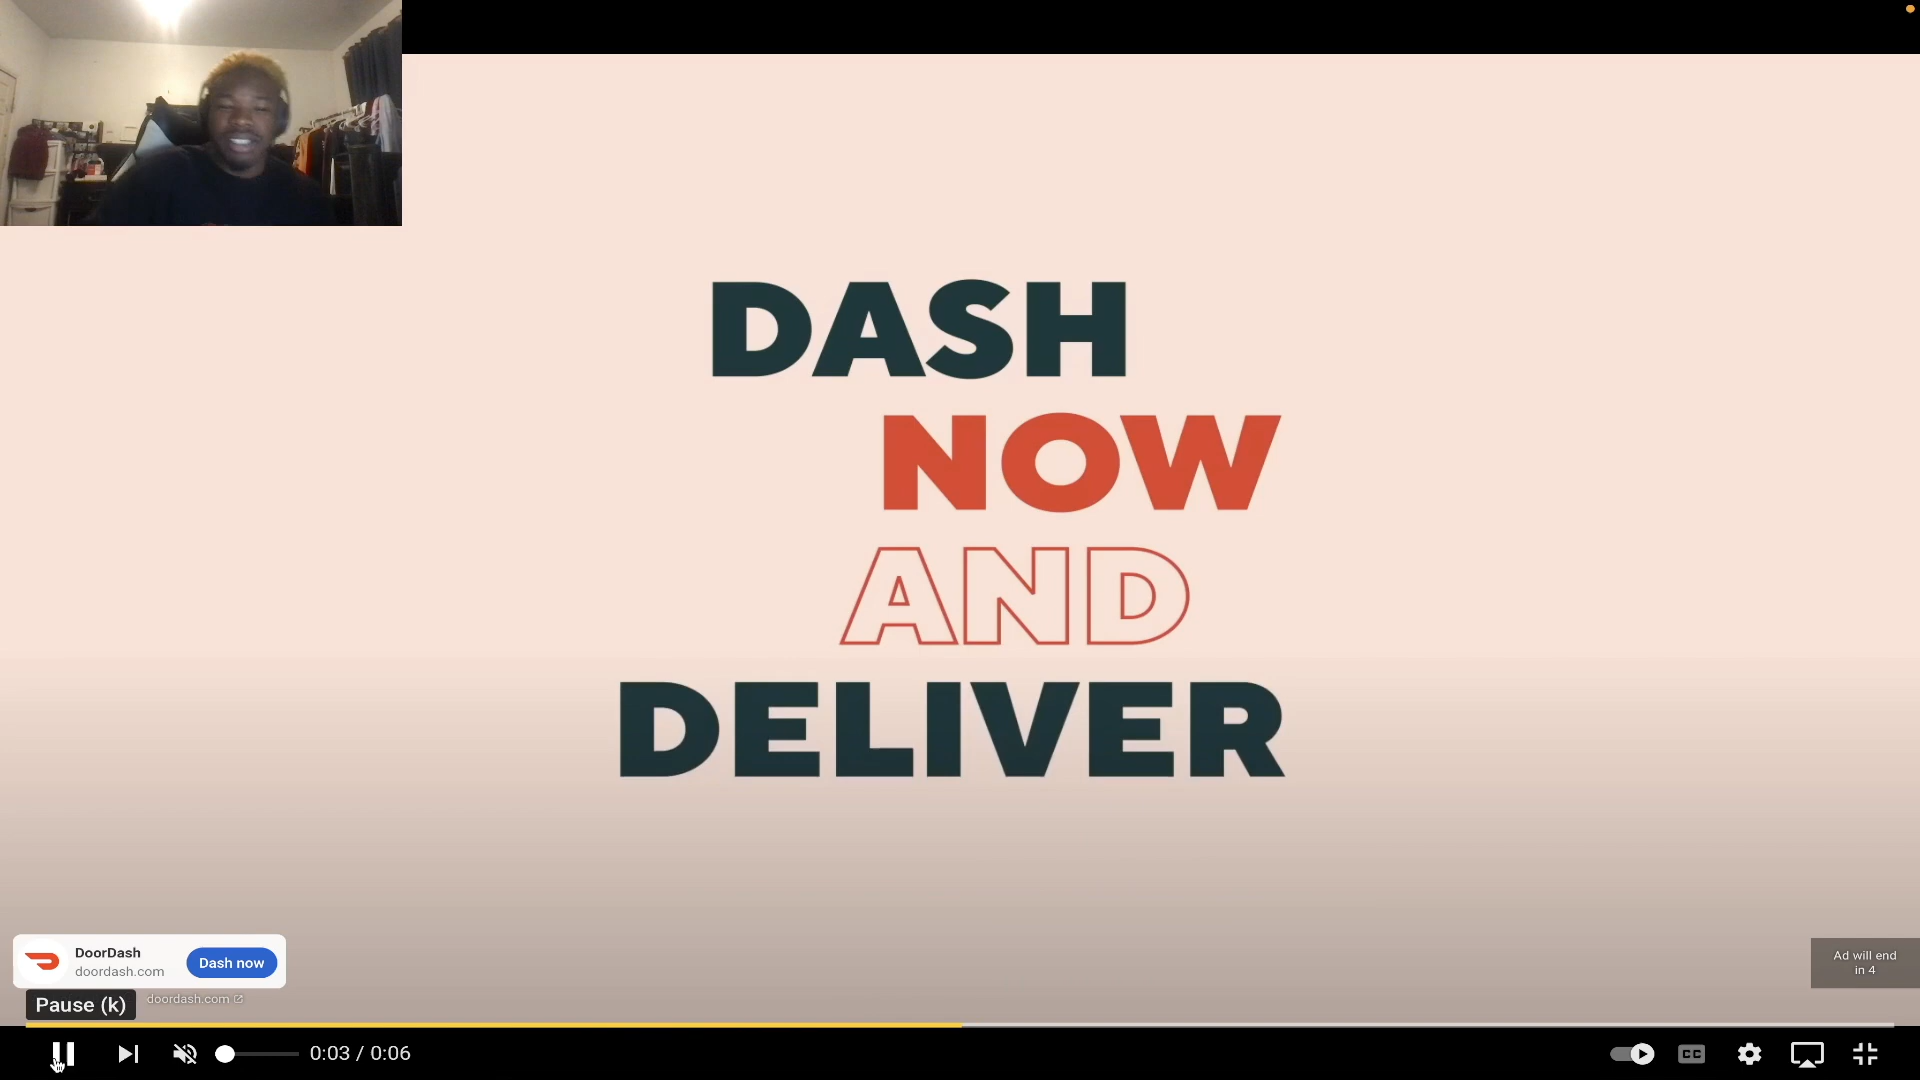 DASH
NOW
AND
DELIVER
DoorDash
doordash.com
Dash now
Ad will end
in 4
Pause (k)
doordash.com
0:03 / 0:06
CC